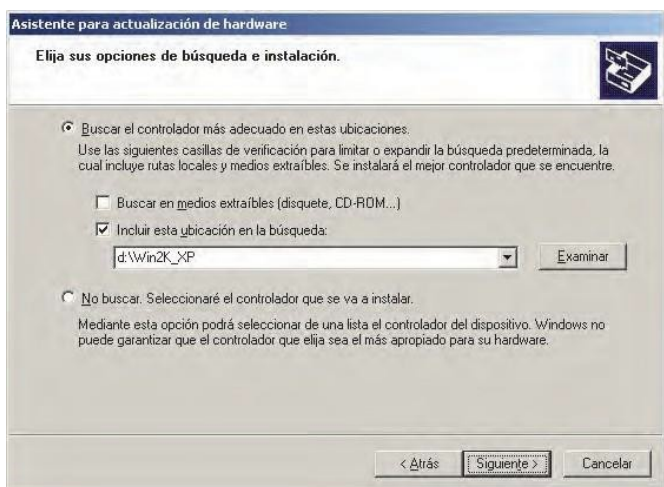 Asistente para actualización de hardware
Elija sus opciones de búsqueda e instalación.
Buscar el controlador más adecuado en estas ubicaciones.
Use las siguientes casillas de verificación para limitar o expandir la búsqueda predeterminada, la
cual incluye rutas locales y medios extraíbles. Se instalará el mejor controlador que se encuentre.
Buscar en medios extraíbles (disquete, CD-ROM...)
Incluir esta ubicación en la búsqueda:
d:\Win2K_XP
Examinar
No buscar. Seleccionaré el controlador que se va a instalar.
Mediante esta opción podrá seleccionar de una lista el controlador del dispositivo. Windows no
puede garantizar que el controlador que elija sea el más apropiado para su hardware.
< Atrás Siguiente > Cancelar